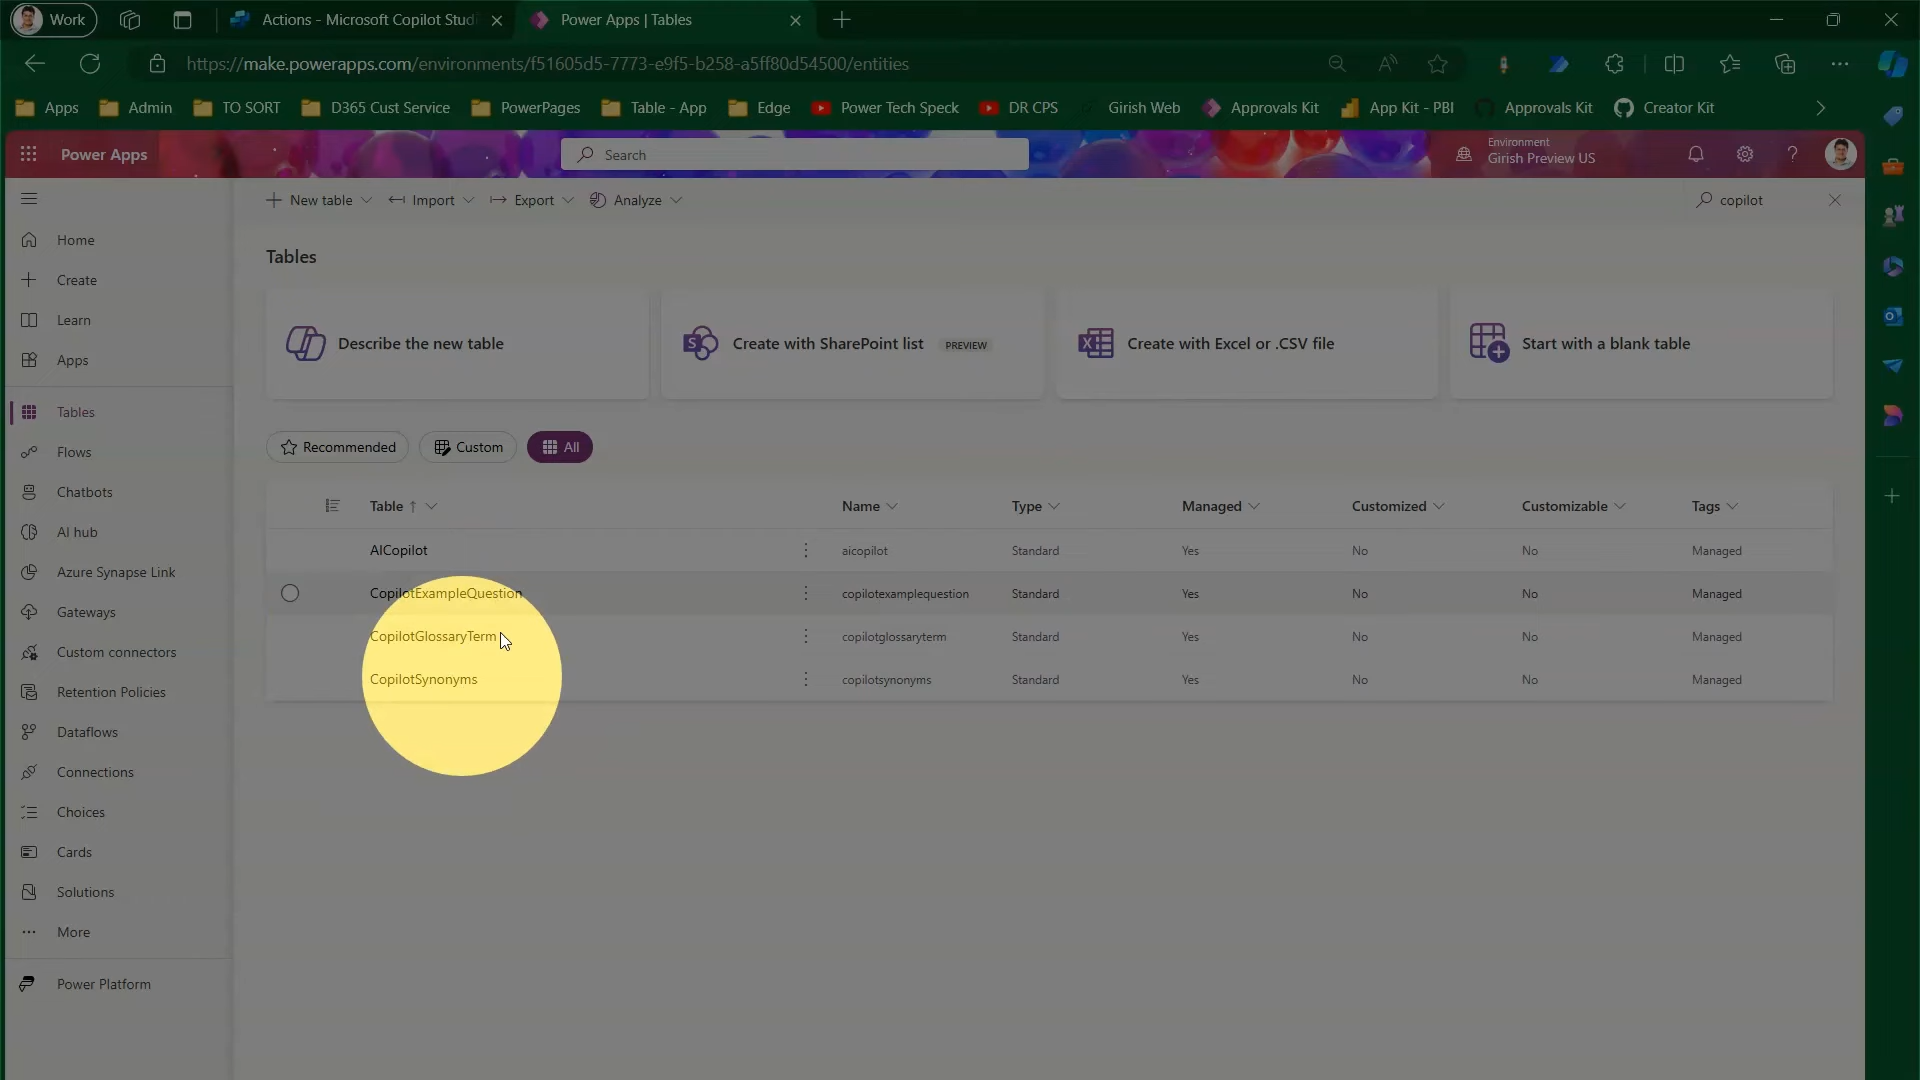 Work
Actions - Microsoft Copilot Studi
Power Apps | Tables
https://make.powerapps.com/environments/f51605d5-7773-e9f5-b258-a5ff80d54500/entities
Apps Admin TO SORT D365 Cust Service PowerPages Table - App Edge Power Tech Speck DR CPS Girish Web Approvals Kit App Kit - PBI Approvals Kit Creator Kit
Power Apps
Search
Environment
Girish Preview US
New table Import Export Analyze
copilot
Home
Create
Learn
Apps
Tables
Flows
Chatbots
AI hub
Azure Synapse Link
Gateways
Custom connectors
Retention Policies
Dataflows
Connections
Choices
Cards
Solutions
More
Power Platform
Tables
Describe the new table
Create with SharePoint list PREVIEW
Create with Excel or .CSV file
Start with a blank table
Recommended Custom All
Table Name Type Managed Customized Customizable Tags
AICopilot aicopilot Standard Yes No No Managed
CopilotExampleQuestion copilotexamplequestion Standard Yes No No Managed
CopilotGlossaryTerm copilotglossaryterm Standard Yes No No Managed
CopilotSynonyms copilotsynonyms Standard Yes No No Managed